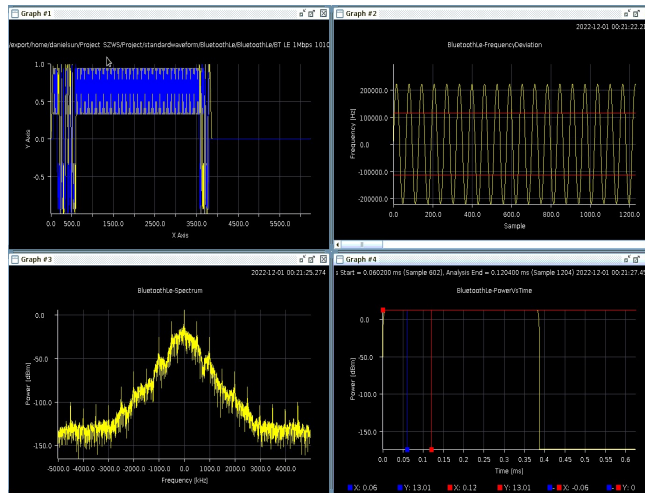 Graph #1
/export/home/danielsun/Project_SZWS/Project/standardwaveform/BluetoothLe/BluetoothLe/BT LE 1Mbps 1010
1.0
0.5
0.0
-0.5
Y Axis
0.0 500.0 1500.0 2500.0 3500.0 4500.0 5500.0
X Axis
Graph #2
2022-12-01 00:21:22.2
BluetoothLe-FrequencyDeviation
200000.0
100000.0
0.0
-100000.0
-200000.0
Frequency [Hz]
0.0 200.0 400.0 600.0 800.0 1000.0 1200.0
Sample
Graph #3
2022-12-01 00:21:25.274
BluetoothLe-Spectrum
0.0
-50.0
-100.0
-150.0
Power [dBm]
-5000.0 -4000.0 -3000.0 -2000.0 -1000.0 0.0 1000.0 2000.0 3000.0 4000.0
Frequency [kHz]
Graph #4
s Start = 0.060200 ms (Sample 602), Analysis End = 0.120400 ms (Sample 1204) 2022-12-01 00:21:27.45
BluetoothLe-PowerVsTime
0.0
-50.0
-100.0
-150.0
Power [dBm]
0.0 0.05 0.1 0.15 0.2 0.25 0.3 0.35 0.4 0.45 0.5 0.55 0.6
Time [ms]
X: 0.06 Y: 13.01 X: 0.12 Y: 13.01 - X: -0.06 - Y: 0